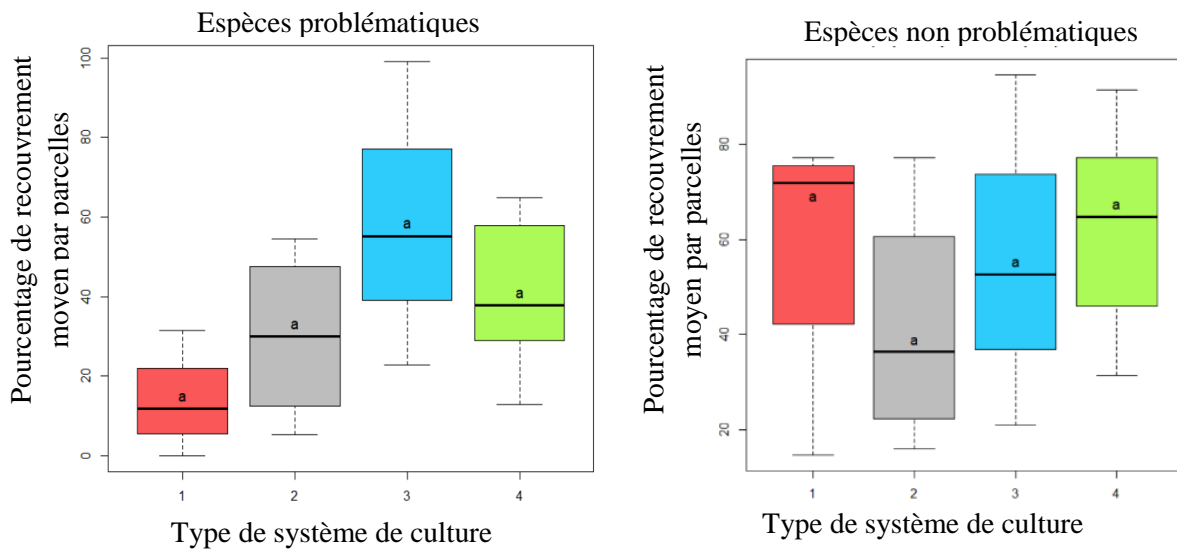 Espèces problématiques
Pourcentage de recouvrement
moyen par parcelles
0
20
40
60
80
100
a
a
a
a
1
2
3
4
Type de système de culture
Espèces non problématiques
Pourcentage de recouvrement
moyen par parcelles
20
40
60
80
a
a
a
a
1
2
3
4
Type de système de culture